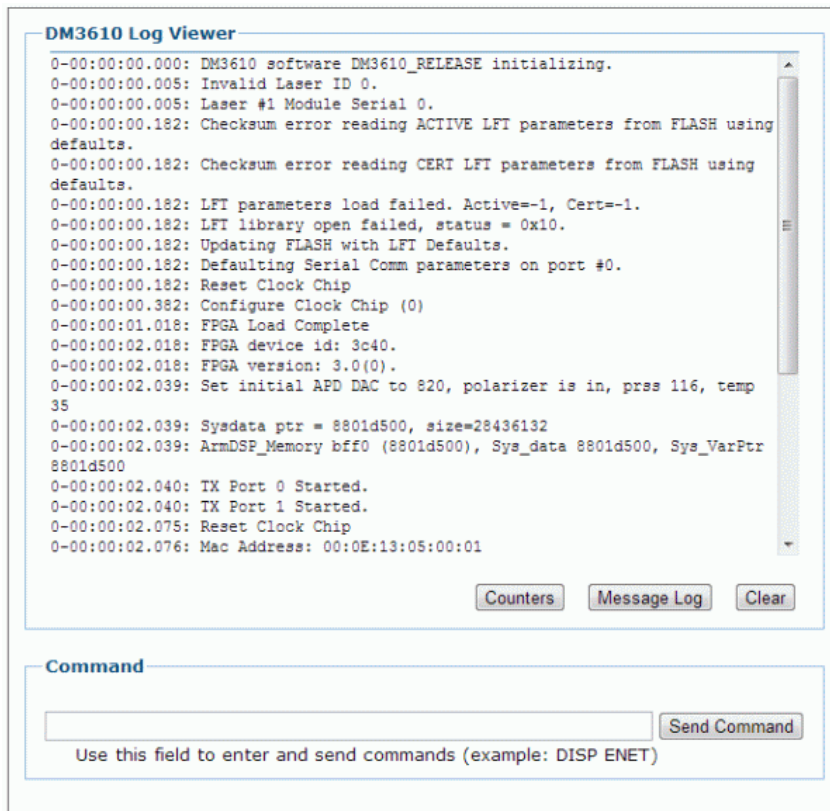 DM3610 Log Viewer
0-00:00:00.000: DM3610 software DM3610_RELEASE initializing.
0-00:00:00.005: Invalid Laser ID 0.
0-00:00:00.005: Laser #1 Module Serial 0.
0-00:00:00.182: Checksum error reading ACTIVE LFT parameters from FLASH using
defaults.
0-00:00:00.182: Checksum error reading CERT LFT parameters from FLASH using
defaults.
0-00:00:00.182: LFT parameters load failed. Active=-1, Cert=-1.
0-00:00:00.182: LFT library open failed, status = 0x10.
0-00:00:00.182: Updating FLASH with LFT Defaults.
0-00:00:00.182: Defaulting Serial Comm parameters on port #0.
0-00:00:00.182: Reset Clock Chip
0-00:00:00.382: Configure Clock Chip (0)
0-00:00:01.018: FPGA Load Complete
0-00:00:02.018: FPGA device id: 3c40.
0-00:00:02.018: FPGA version: 3.0(0).
0-00:00:02.039: Set initial APD DAC to 820, polarizer is in, prss 116, temp
35
0-00:00:02.039: Sysdata ptr = 8801d500, size=28436132
0-00:00:02.039: ArmDSP_Memory bff0 (8801d500), Sys_data 8801d500, Sys_VarPtr
8801d500
0-00:00:02.040: TX Port 0 Started.
0-00:00:02.040: TX Port 1 Started.
0-00:00:02.075: Reset Clock Chip
0-00:00:02.076: Mac Address: 00:0E:13:05:00:01
Counters Message Log Clear
Command
Send Command
Use this field to enter and send commands (example: DISP ENET)